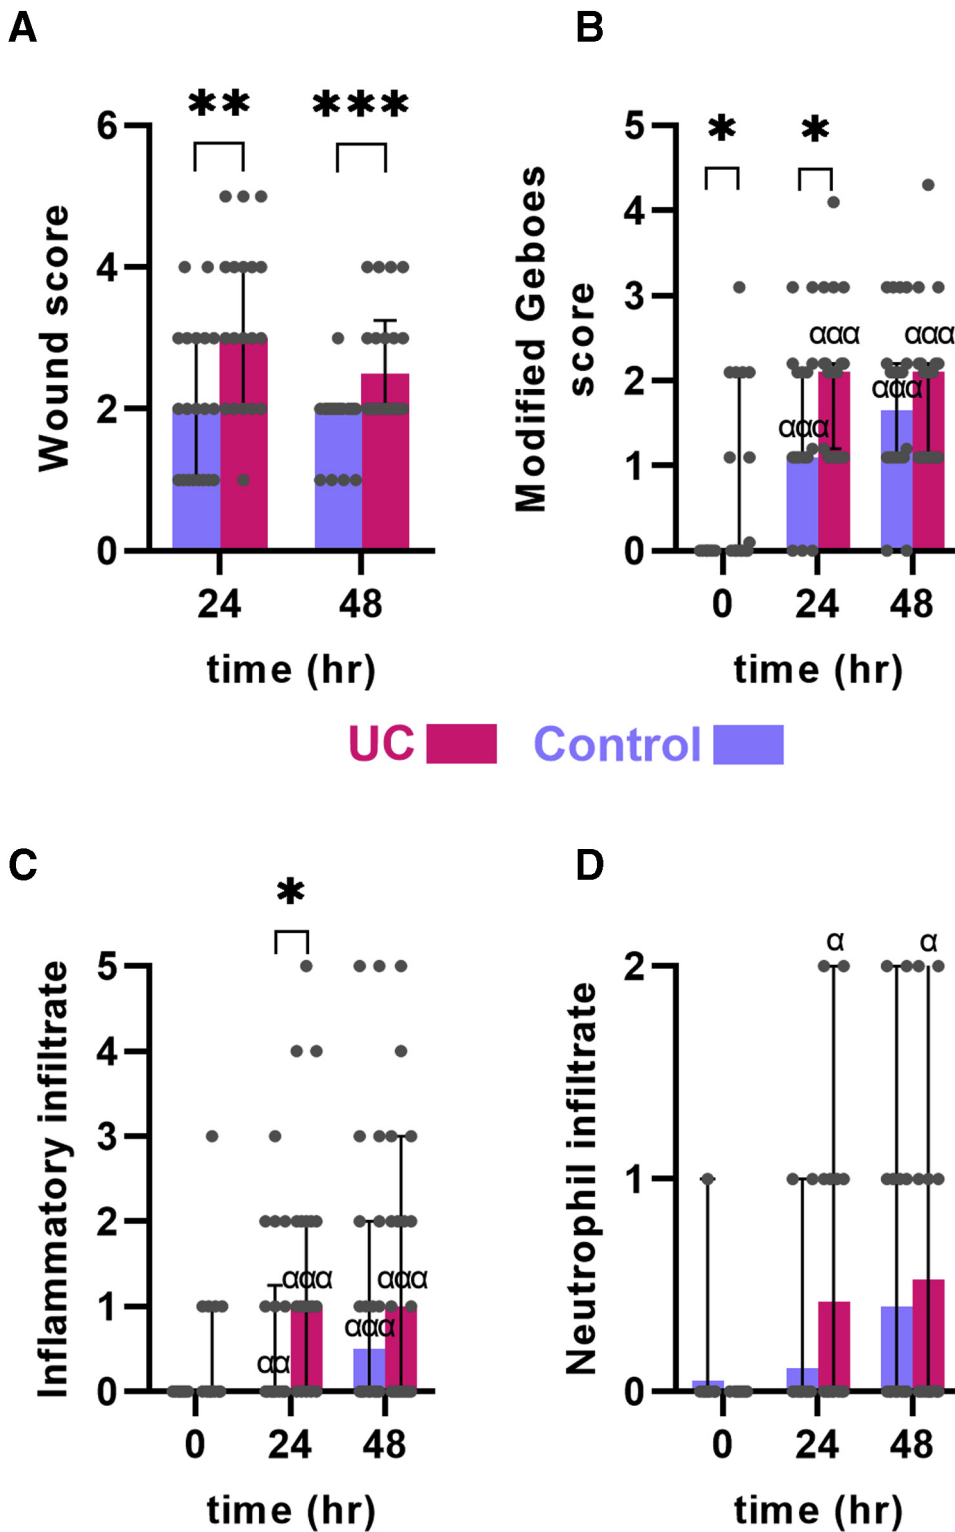 A
B
** ***
* *
Wound score
6
4
2
0
24 48
time (hr)
Modified Geboes
score
5
4
3
2
1
0
ααα ααα
ααα ααα
0 24 48
time (hr)
UC Control
C
D
*
Inflammatory infiltrate
5
4
3
2
1
0
ααα ααα
ααα
αα
0 24 48
time (hr)
α α
Neutrophil infiltrate
2
1
0
0 24 48
time (hr)